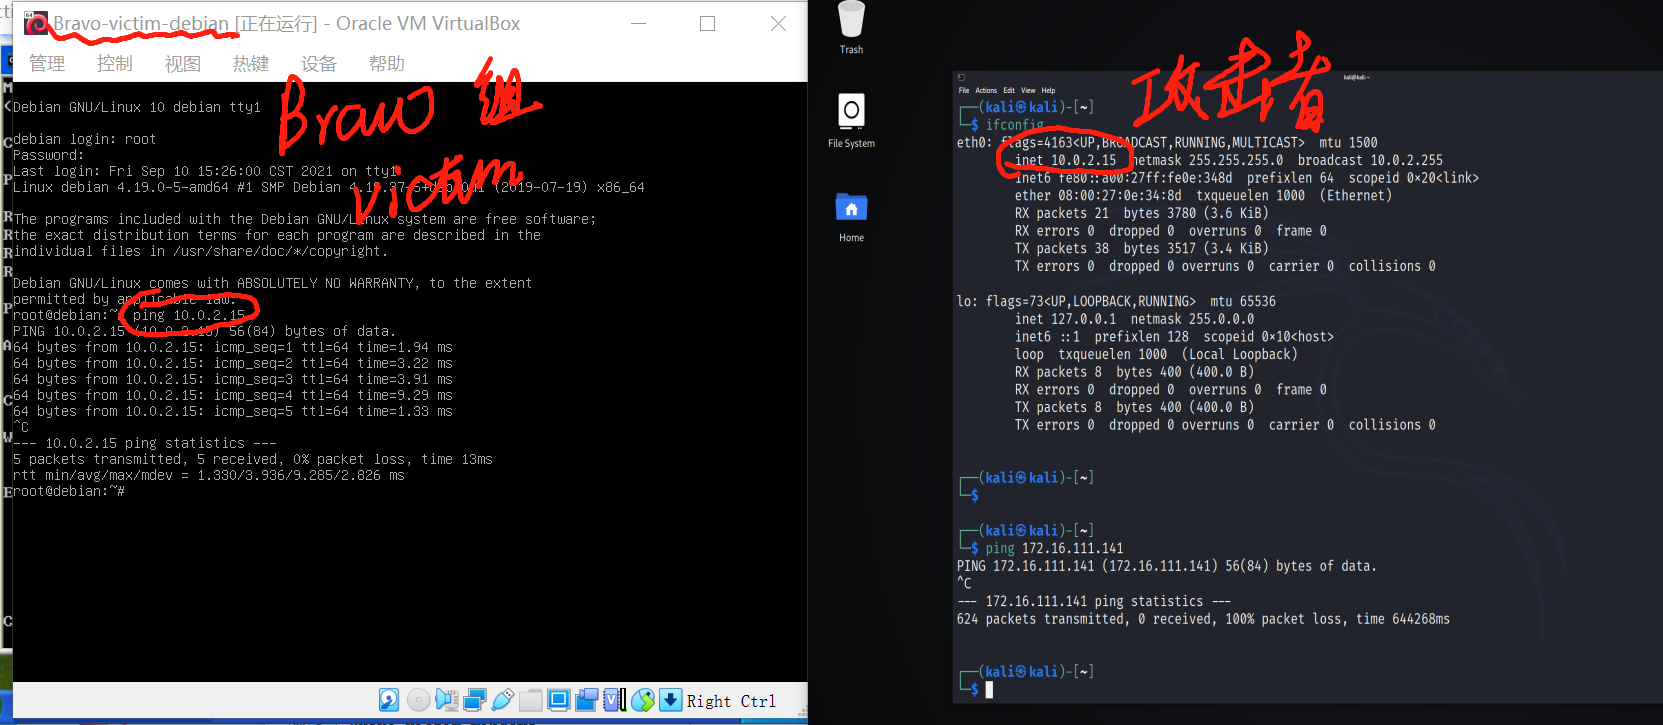 Bravo-victim-debian [正在运行] - Oracle VM VirtualBox
管理 控制 视图 热键 设备 帮助
Debian GNU/Linux 10 debian tty1
Bravo 组
victim
debian login: root
Password:
Last login: Fri Sep 10 15:26:00 CST 2021 on tty1
Linux debian 4.19.0-5-amd64 #1 SMP Debian (2019-07-19) x86_64
The programs included with the Debian GNU/Linux system are free software;
the exact distribution terms for each program are described in the
individual files in /usr/share/doc/*/copyright.
Debian GNU/Linux comes with ABSOLUTELY NO WARRANTY, to the extent
permitted by applicable law.
root@debian:~# ping 10.0.2.15
PING 10.0.2.15 (10.0.2.15) 56(84) bytes of data.
64 bytes from 10.0.2.15: icmp_seq=1 ttl=64 time=1.94 ms
64 bytes from 10.0.2.15: icmp_seq=2 ttl=64 time=3.22 ms
64 bytes from 10.0.2.15: icmp_seq=3 ttl=64 time=3.91 ms
64 bytes from 10.0.2.15: icmp_seq=4 ttl=64 time=9.29 ms
64 bytes from 10.0.2.15: icmp_seq=5 ttl=64 time=1.33 ms
^C
--- 10.0.2.15 ping statistics ---
5 packets transmitted, 5 received, 0% packet loss, time 13ms
rtt min/avg/max/mdev = 1.330/3.936/9.285/2.826 ms
root@debian:~#
Right Ctrl
Trash
File System
Home
kali@kali: ~
File Actions Edit View Help
攻击者
┌──(kali㉿kali)-[~]
└─$ ifconfig
eth0: flags=4163<UP,BROADCAST,RUNNING,MULTICAST> mtu 1500
inet 10.0.2.15 netmask 255.255.255.0 broadcast 10.0.2.255
inet6 fe80::a00:27ff:fe0e:348d prefixlen 64 scopeid 0×20<link>
ether 08:00:27:0e:34:8d txqueuelen 1000 (Ethernet)
RX packets 21 bytes 3780 (3.6 KiB)
RX errors 0 dropped 0 overruns 0 frame 0
TX packets 38 bytes 3517 (3.4 KiB)
TX errors 0 dropped 0 overruns 0 carrier 0 collisions 0
lo: flags=73<UP,LOOPBACK,RUNNING> mtu 65536
inet 127.0.0.1 netmask 255.0.0.0
inet6 ::1 prefixlen 128 scopeid 0×10<host>
loop txqueuelen 1000 (Local Loopback)
RX packets 8 bytes 400 (400.0 B)
RX errors 0 dropped 0 overruns 0 frame 0
TX packets 8 bytes 400 (400.0 B)
TX errors 0 dropped 0 overruns 0 carrier 0 collisions 0
┌──(kali㉿kali)-[~]
└─$
┌──(kali㉿kali)-[~]
└─$ ping 172.16.111.141
PING 172.16.111.141 (172.16.111.141) 56(84) bytes of data.
^C
--- 172.16.111.141 ping statistics ---
624 packets transmitted, 0 received, 100% packet loss, time 644268ms
┌──(kali㉿kali)-[~]
└─$